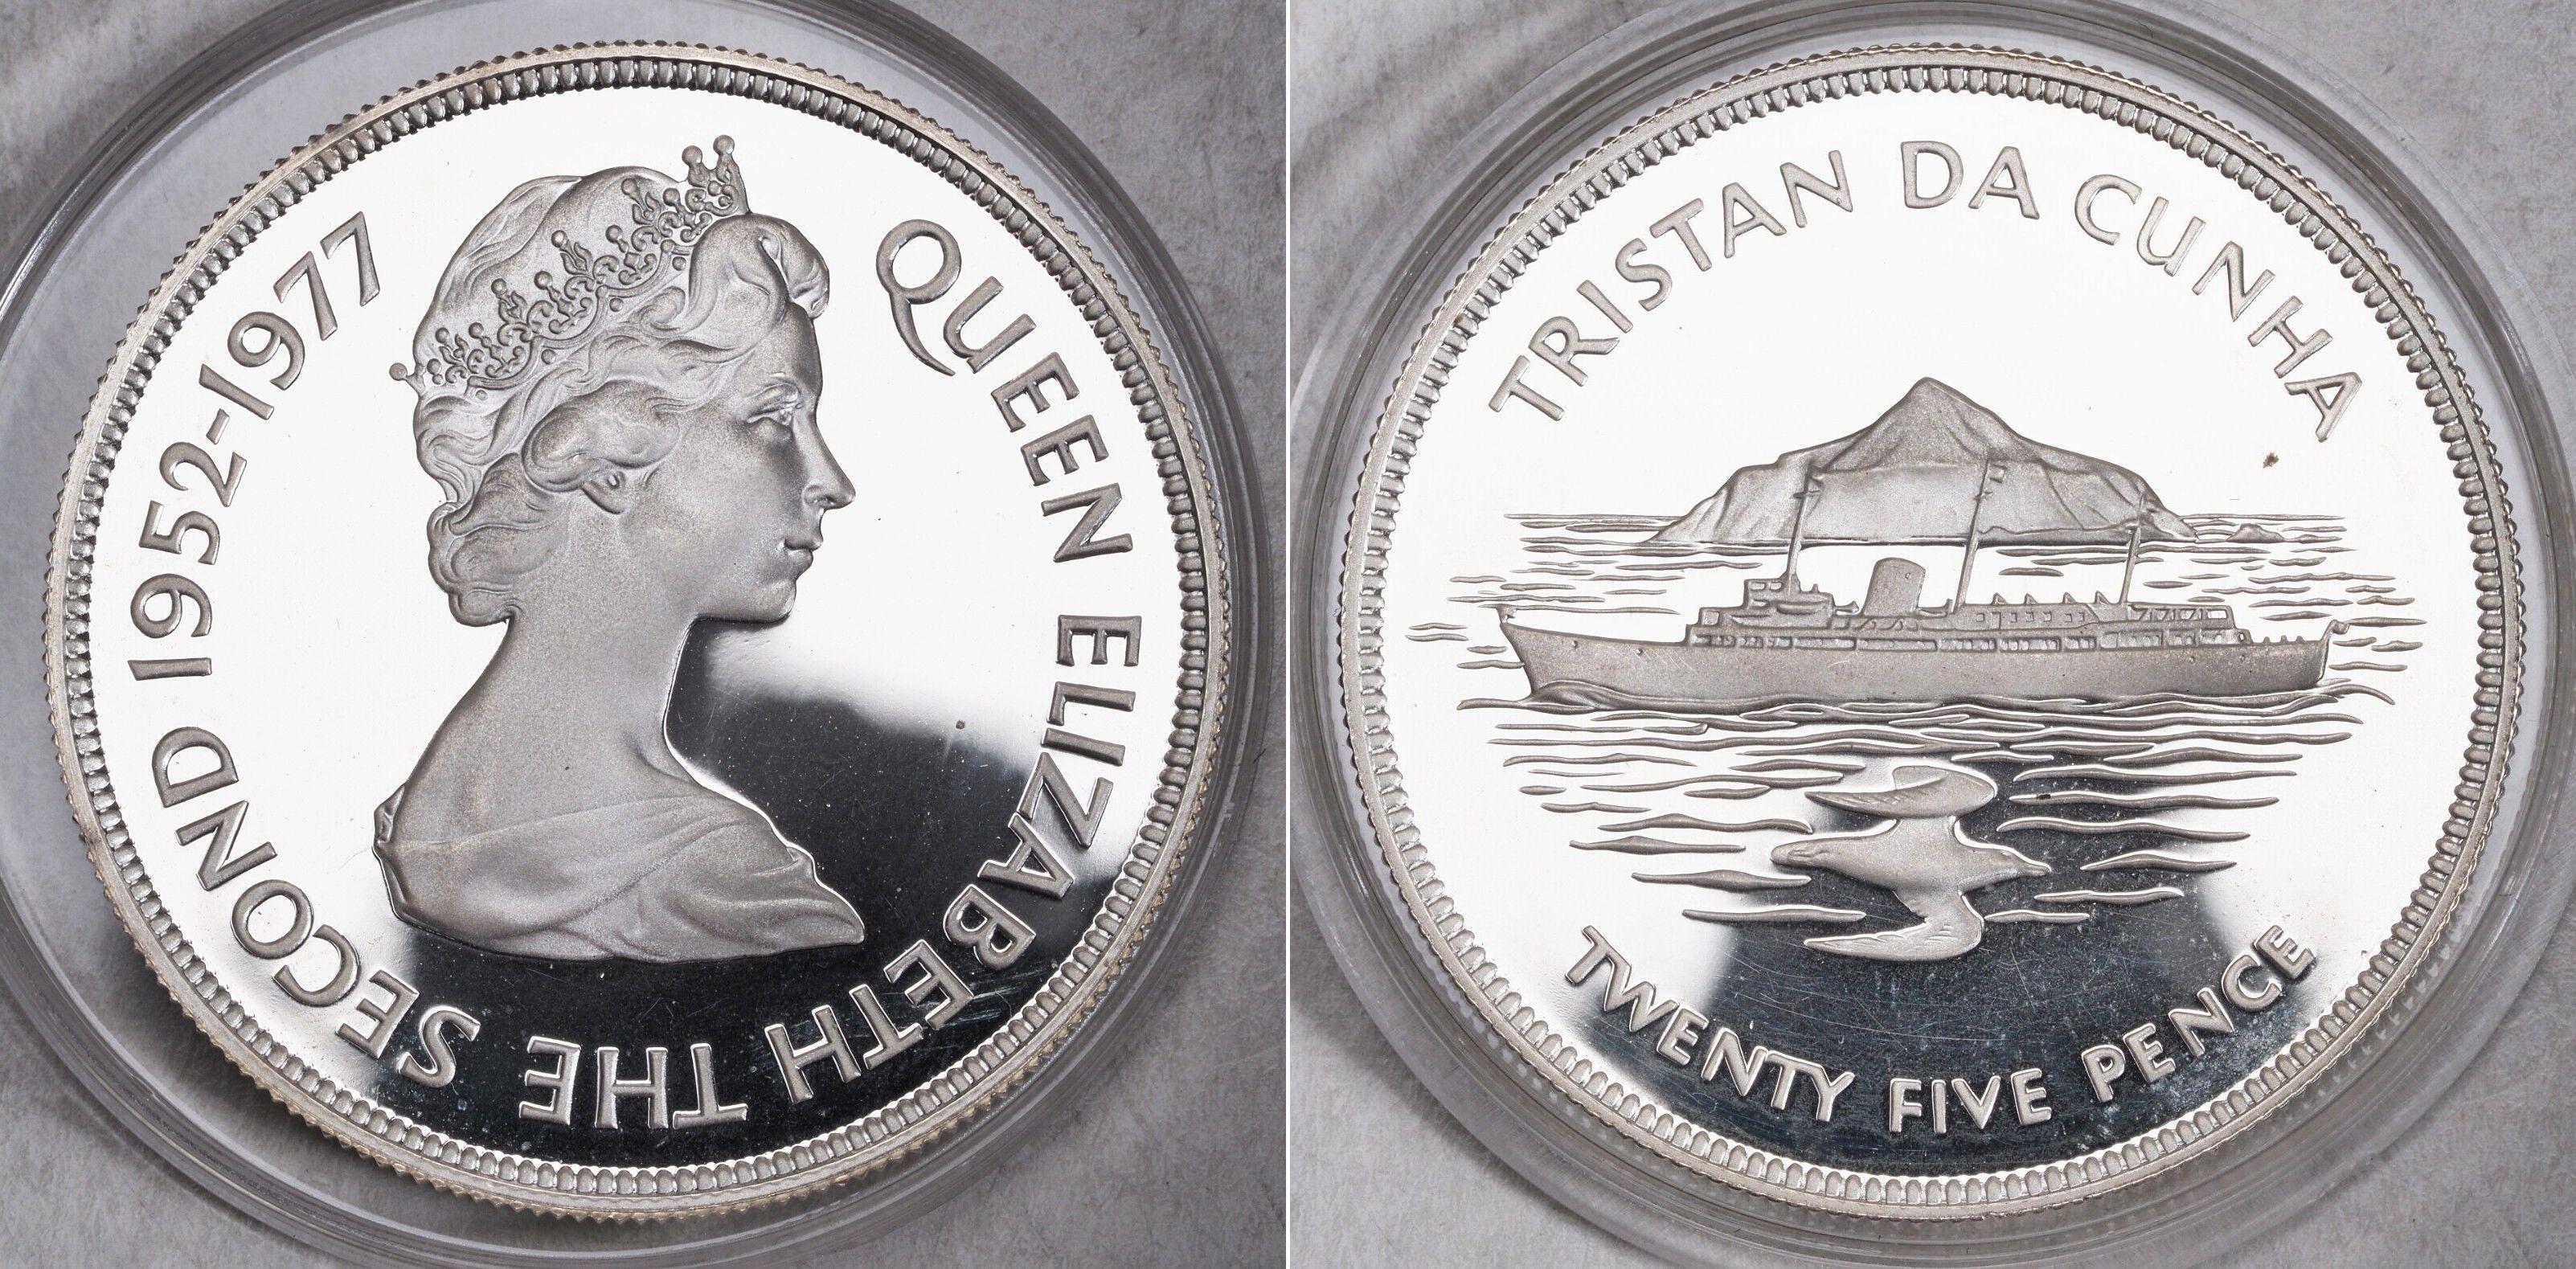 QUEEN ELIZABETH THE SECOND 1952-1977
TRISTAN DA CUNHA
TWENTY FIVE PENCE